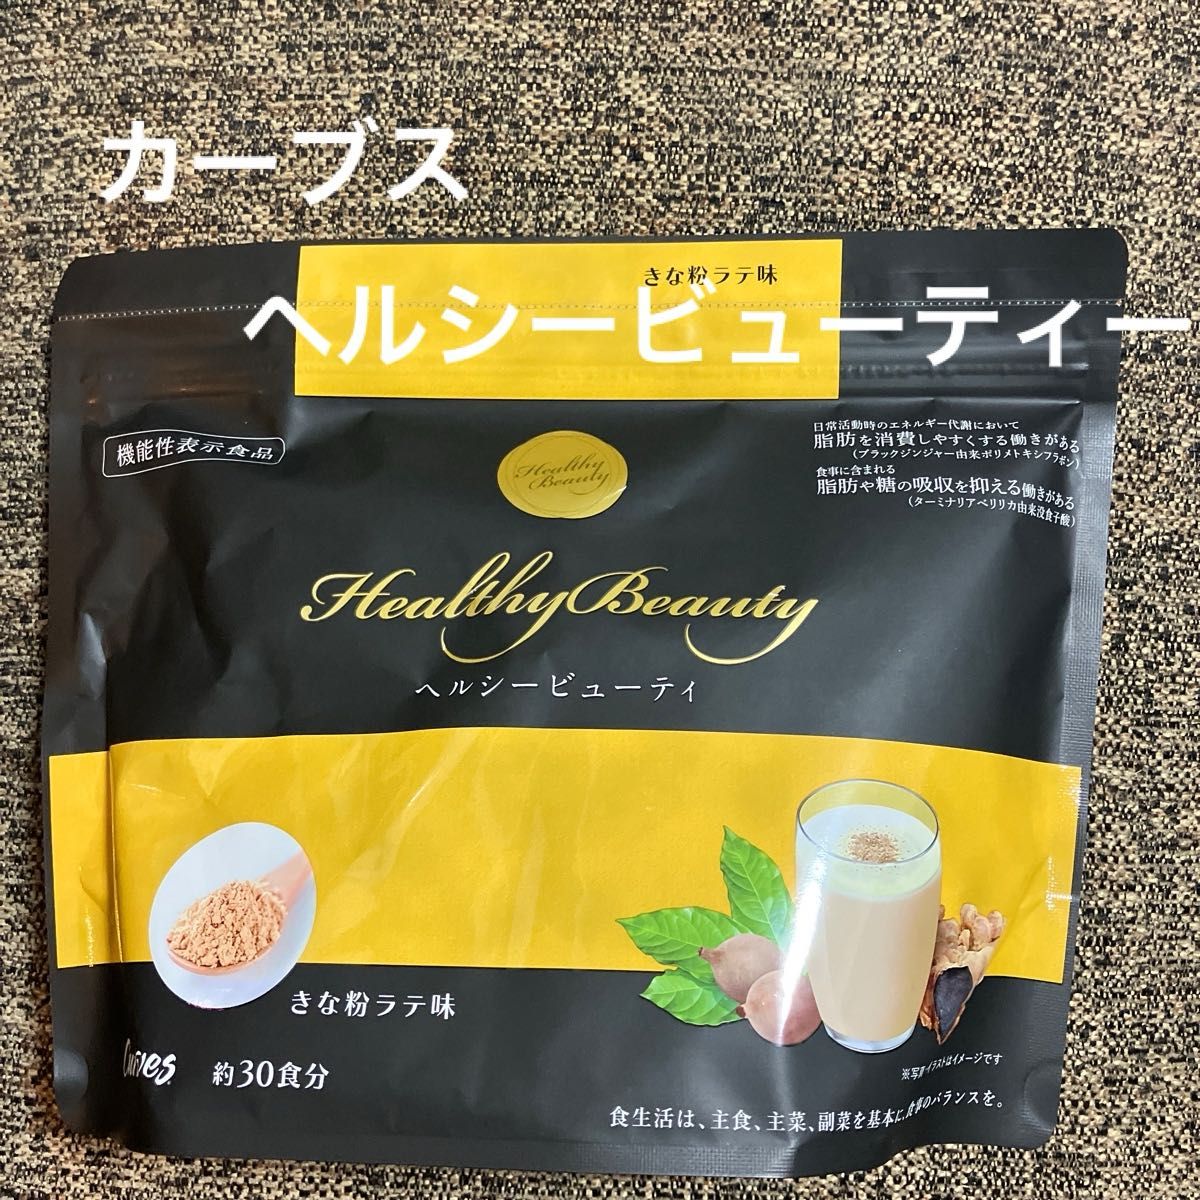 カーブス
きな粉ラテ味
ヘルシービューティー
機能性表示食品
日常活動時のエネルギー代謝において
脂肪を消費しやすくする働きがある
(ブラックジンジャー由来ポリメトキシフラボン)
食事に含まれる
脂肪や糖の吸収を抑える働きがある
(ターミナリアベリリカ由来没食子酸)
Healthy
Beauty
Healthy Beauty
ヘルシービューティ
きな粉ラテ味
Curves
約30食分
※写真・イラストはイメージです
食生活は、主食、主菜、副菜を基本に、食事のバランスを。